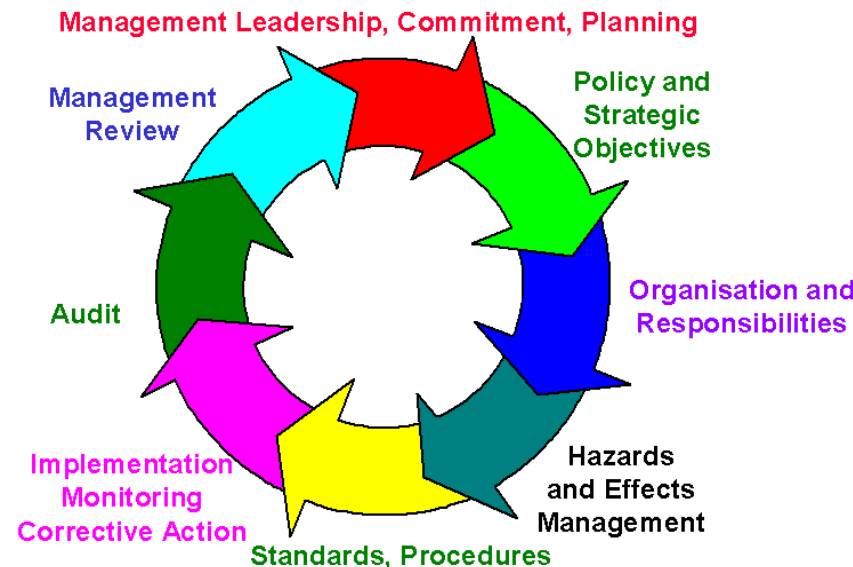 Management Leadership, Commitment, Planning
Policy and
Strategic
Objectives
Organisation and
Responsibilities
Hazards
and Effects
Management
Standards, Procedures
Implementation
Monitoring
Corrective Action
Audit
Management
Review